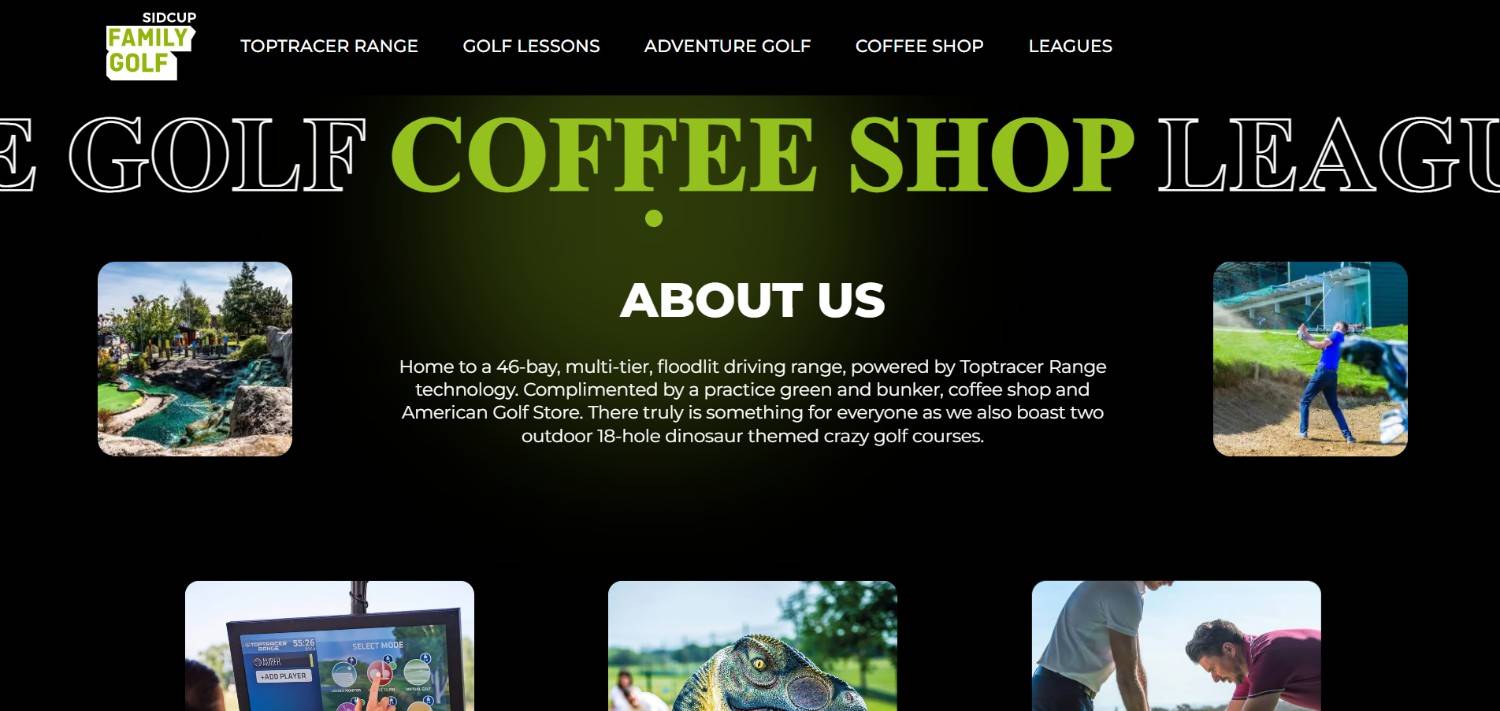 SIDCUP
FAMILY
GOLF
TOPTRACER RANGE GOLF LESSONS ADVENTURE GOLF COFFEE SHOP LEAGUES
E GOLF COFFEE SHOP LEAGU
ABOUT US
Home to a 46-bay, multi-tier, floodlit driving range, powered by Toptracer Range
technology. Complimented by a practice green and bunker, coffee shop and
American Golf Store. There truly is something for everyone as we also boast two
outdoor 18-hole dinosaur themed crazy golf courses.
TOPTRACER
RANGE
55:26
SELECT MODE
+ADD PLAYER